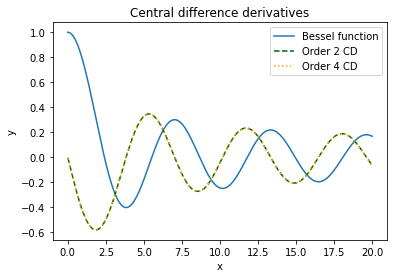 Central difference derivatives
Bessel function
Order 2 CD
Order 4 CD
1.0
0.8
0.6
0.4
0.2
0.0
−0.2
−0.4
−0.6
y
0.0 2.5 5.0 7.5 10.0 12.5 15.0 17.5 20.0
x